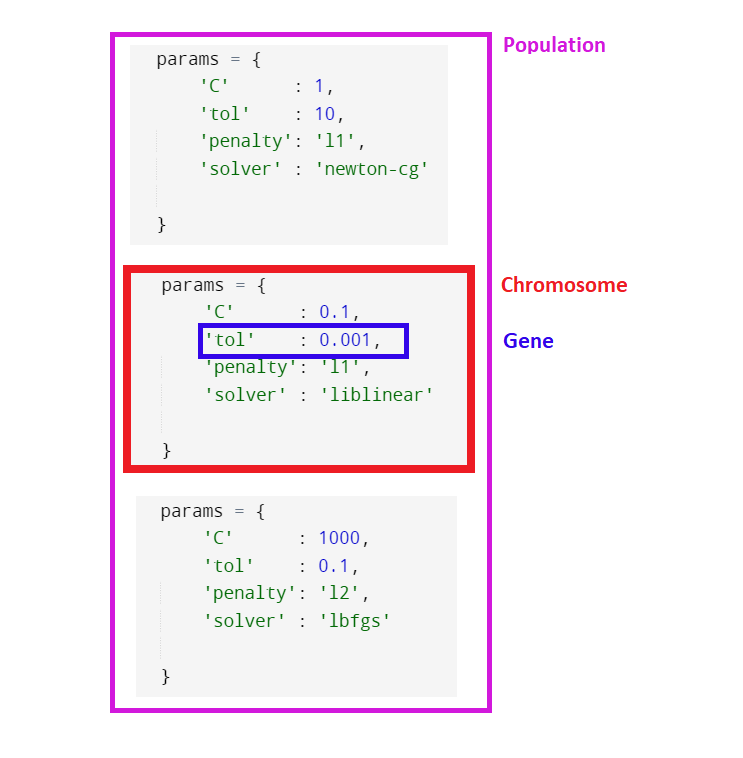 Population
params = {
'C' : 1,
'tol' : 10,
'penalty': 'l1',
'solver' : 'newton-cg'
}
Chromosome
params = {
'C' : 0.1,
'tol' : 0.001,
Gene
'penalty': 'l1',
'solver' : 'liblinear'
}
params = {
'C' : 1000,
'tol' : 0.1,
'penalty': 'l2',
'solver' : 'lbfgs'
}